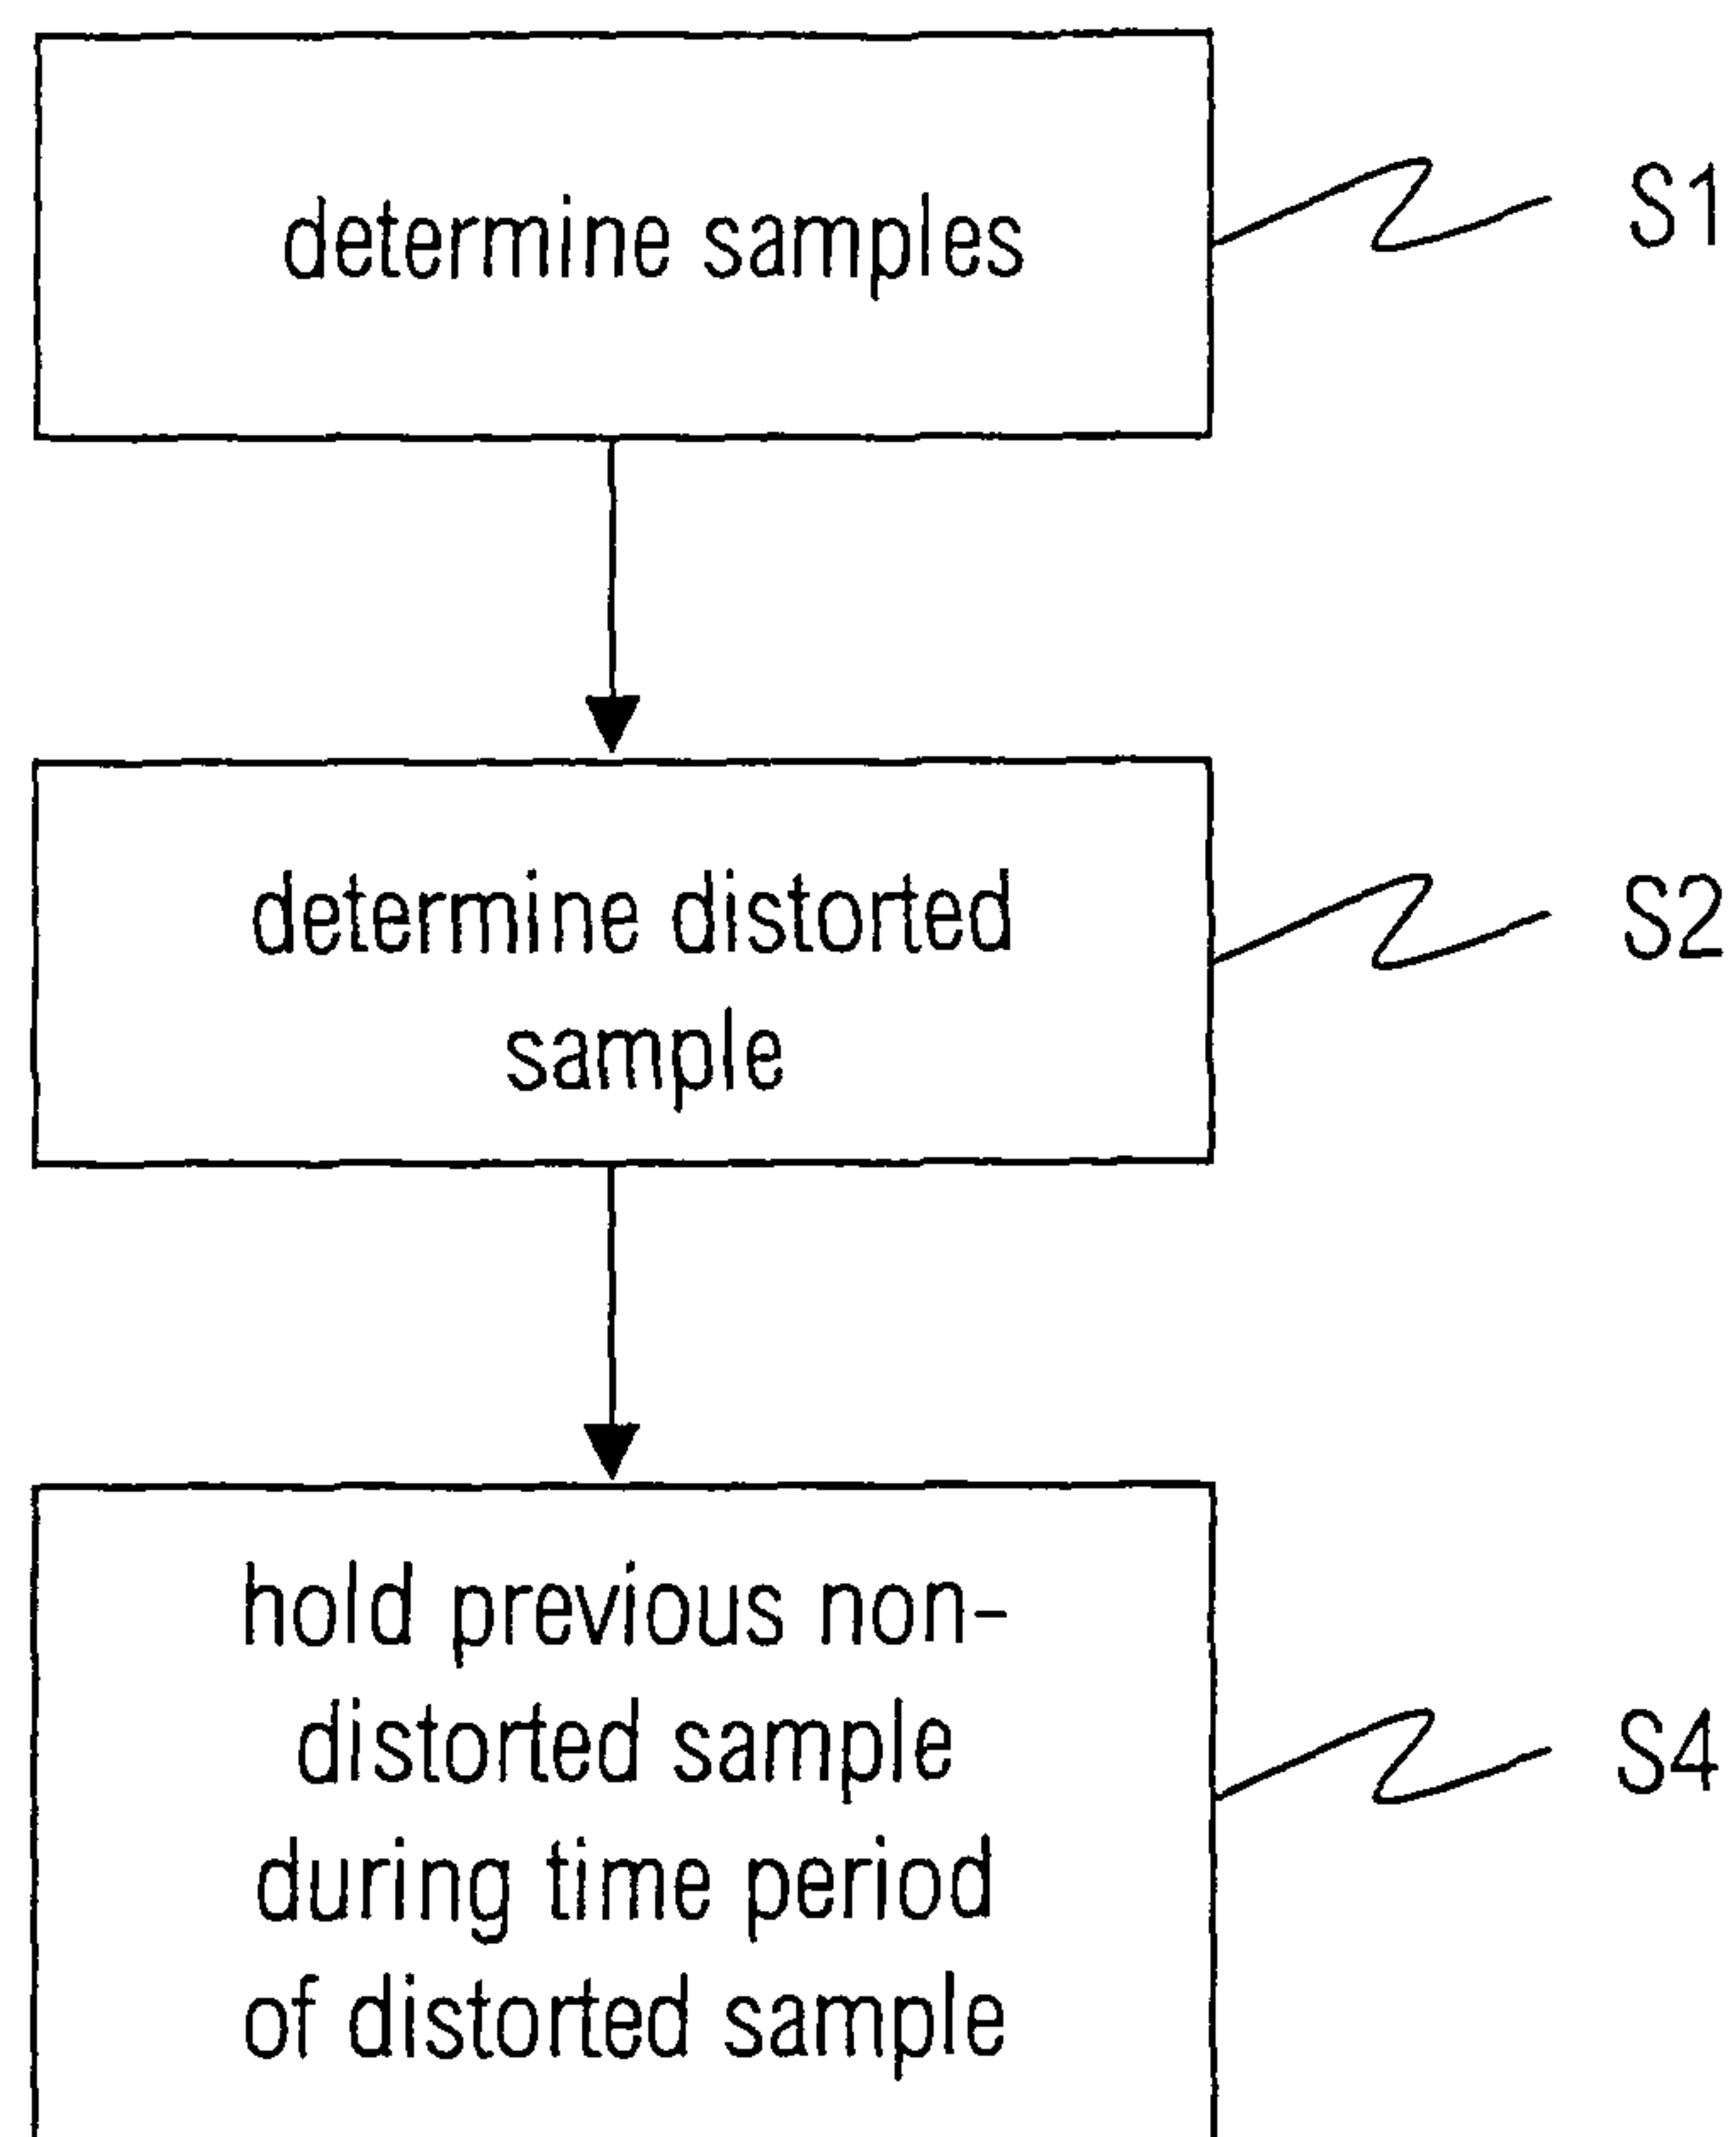 determine samples
S1
determine distorted
sample
S2
hold previous non-
distorted sample
during time period
of distorted sample
S4